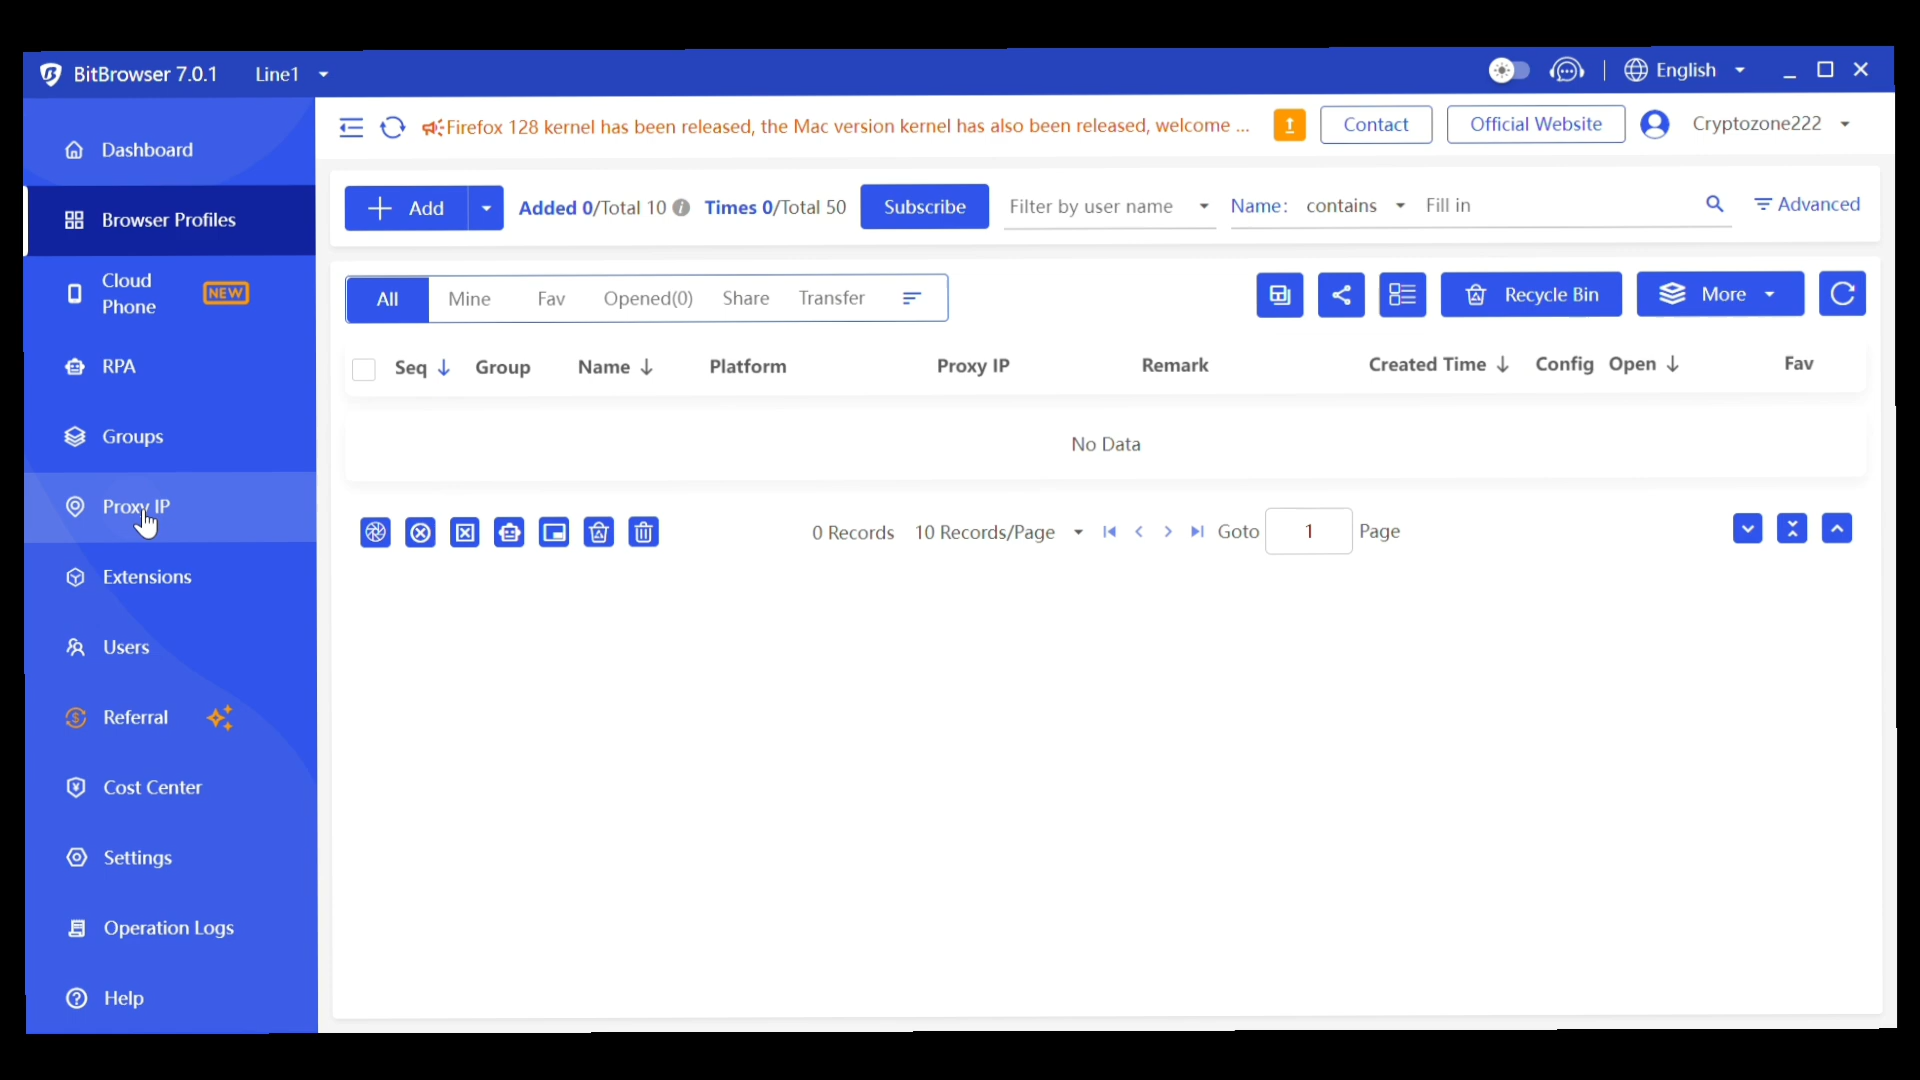 BitBrowser 7.0.1 Line1 English
Dashboard
Browser Profiles
Cloud
Phone
NEW
RPA
Groups
Proxy IP
Extensions
Users
Referral
Cost Center
Settings
Operation Logs
Help
Firefox 128 kernel has been released, the Mac version kernel has also been released, welcome ... Contact Official Website Cryptozone222
Add Added 0/Total 10 Times 0/Total 50 Subscribe Filter by user name Name: contains Fill in Advanced
All Mine Fav Opened(0) Share Transfer Recycle Bin More
Seq Group Name Platform Proxy IP Remark Created Time Config Open Fav
No Data
0 Records 10 Records/Page Goto 1 Page